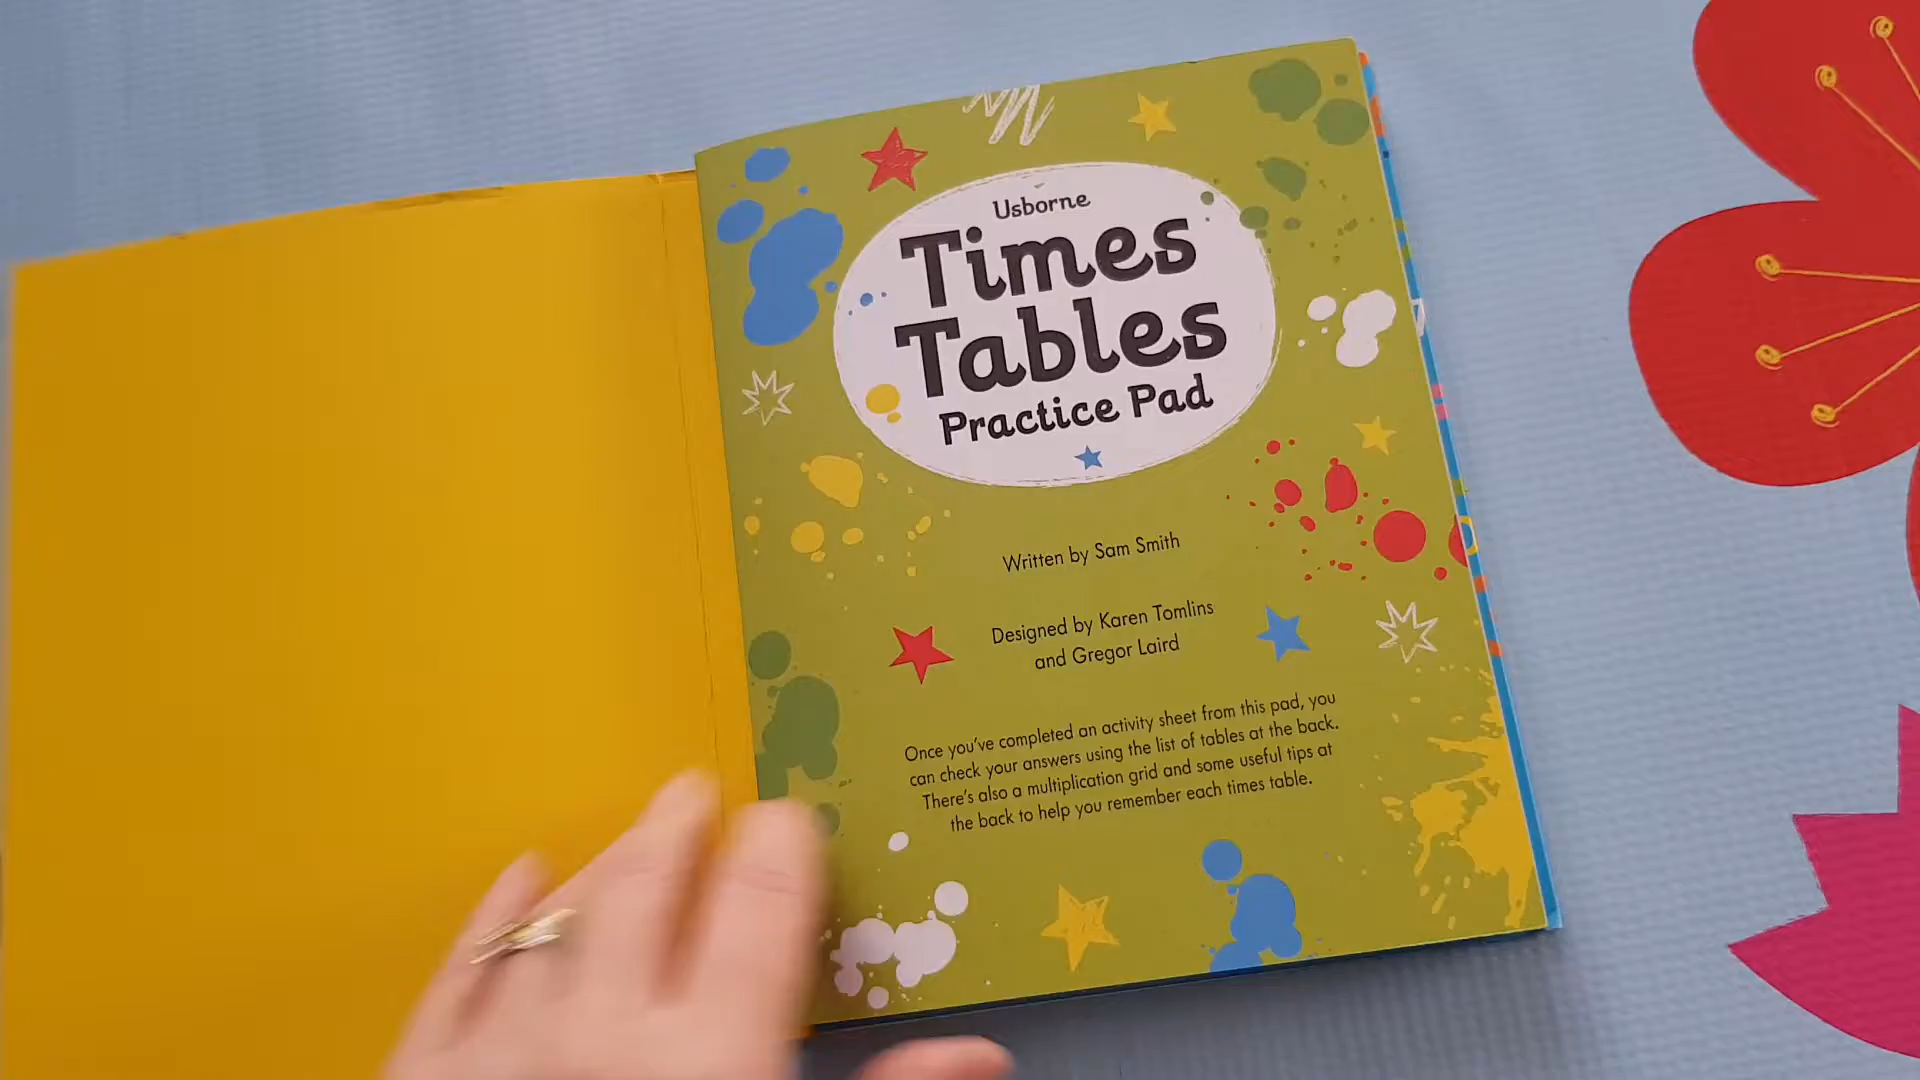 Usborne
Times
Tables
Practice Pad
Written by Sam Smith
Designed by Karen Tomlins
and Gregor Laird
Once you've completed an activity sheet from this pad, you
can check your answers using the list of tables at the back.
There's also a multiplication grid and some useful tips at
the back to help you remember each times table.